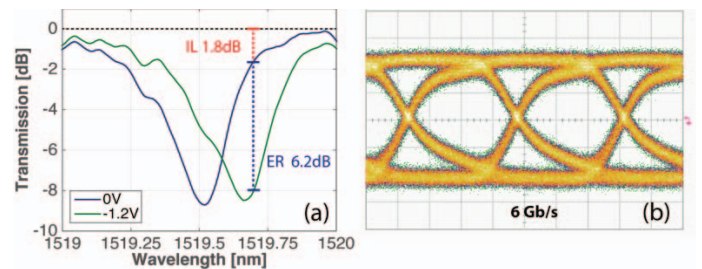 0
-2
-4
-6
-8
-10
Transmission [dB]
IL 1.8dB
ER 6.2dB
0V
-1.2V
(a)
1519
1519.25
1519.5
1519.75
1520
Wavelength [nm]
6 Gb/s
(b)